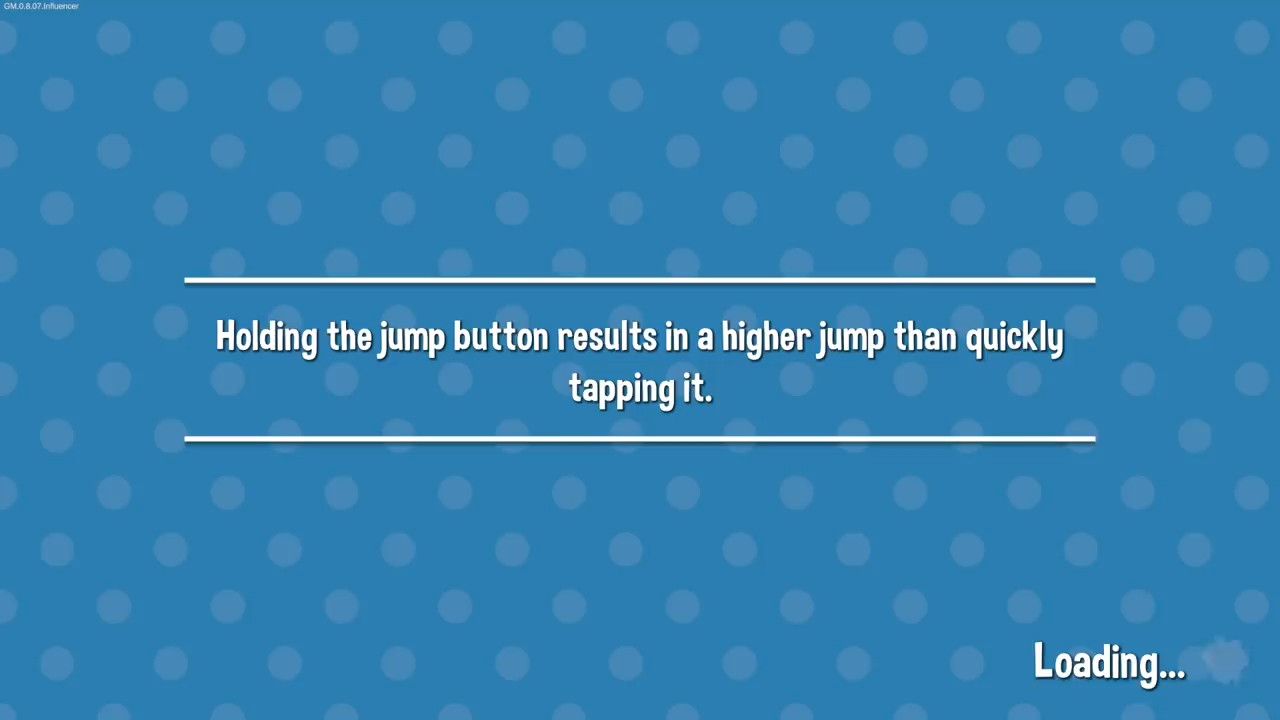 GM.0.8.07.Influencer
Holding the jump button results in a higher jump than quickly
tapping it.
Loading...